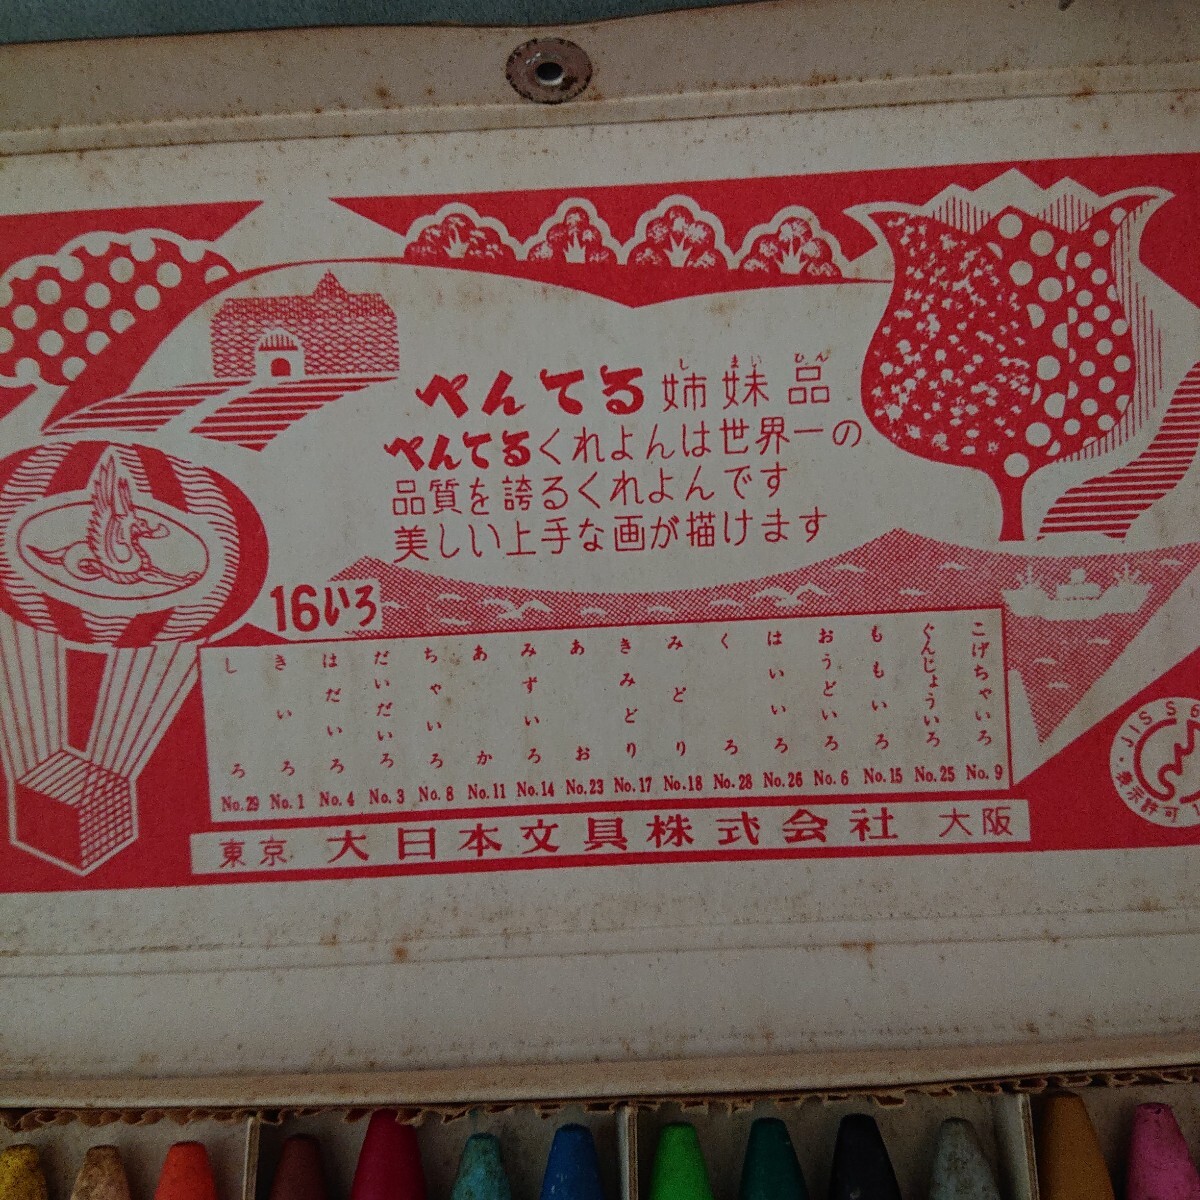 ぺんてる姉妹品
しまいひん
ぺんてるくれよんは世界一の
品質を誇るくれよんです
美しい上手な画が描けます
16いろ
しろ きいろ はだいろ だいだいいろ ちゃいろ あか みずいろ あお きみどり みどり くろ はいいろ おうどいろ ももいろ ぐんじょういろ こげちゃいろ
No.29 No.1 No.4 No.3 No.8 No.11 No.14 No.23 No.17 No.18 No.28 No.26 No.6 No.15 No.25 No.9
東京 大日本文具株式会社 大阪
JIS S6
表示許可